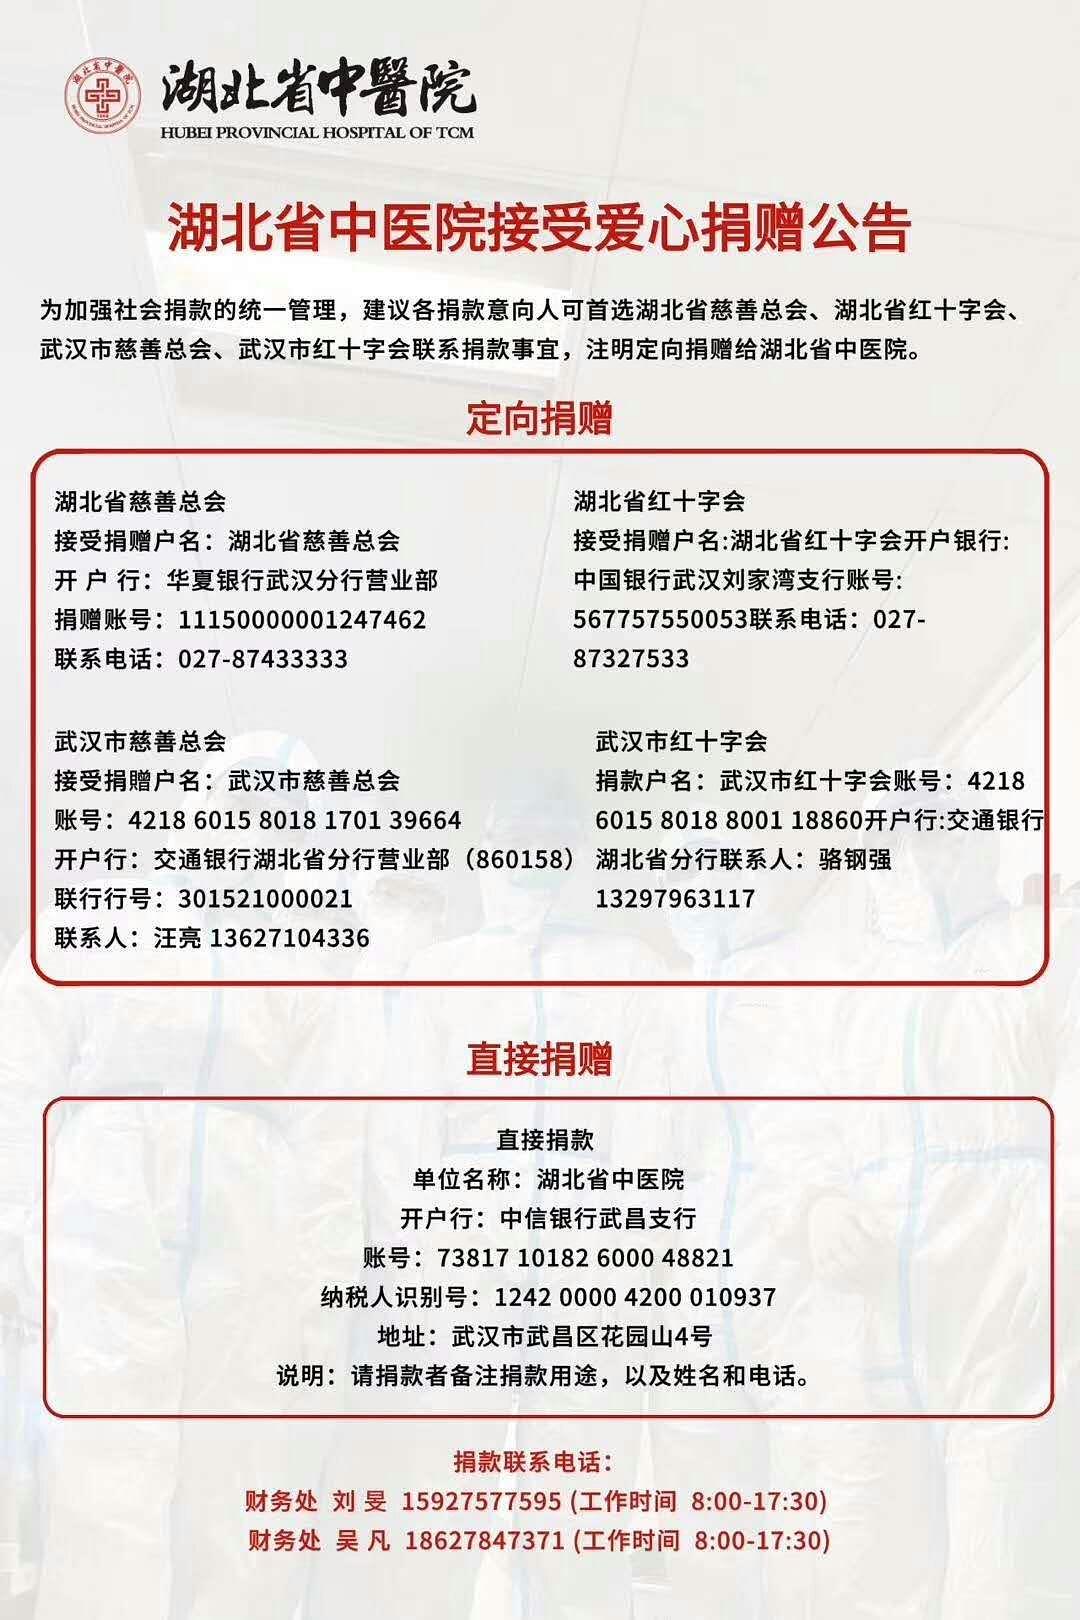 湖北省中醫院
HUBEI PROVINCIAL HOSPITAL OF TCM
湖北省中医院接受爱心捐赠公告
为加强社会捐款的统一管理，建议各捐款意向人可首选湖北省慈善总会、湖北省红十字会、
武汉市慈善总会、武汉市红十字会联系捐款事宜，注明定向捐赠给湖北省中医院。
定向捐赠
湖北省慈善总会
接受捐赠户名：湖北省慈善总会
开 户 行：华夏银行武汉分行营业部
捐赠账号：11150000001247462
联系电话：027-87433333
湖北省红十字会
接受捐赠户名:湖北省红十字会开户银行:
中国银行武汉刘家湾支行账号:
567757550053联系电话：027-
87327533
武汉市慈善总会
接受捐贈户名：武汉市慈善总会
账号：4218 6015 8018 1701 39664
开户行：交通银行湖北省分行营业部（860158）
联行行号：301521000021
联系人：汪亮 13627104336
武汉市红十字会
捐款户名：武汉市红十字会账号：4218
6015 8018 8001 18860开户行:交通银行
湖北省分行联系人：骆钢强
13297963117
直接捐赠
直接捐款
单位名称：湖北省中医院
开户行：中信银行武昌支行
账号：73817 10182 6000 48821
纳税人识别号：1242 0000 4200 010937
地址：武汉市武昌区花园山4号
说明：请捐款者备注捐款用途，以及姓名和电话。
捐款联系电话：
财务处 刘 旻 15927577595 (工作时间 8:00-17:30)
财务处 吴 凡 18627847371 (工作时间 8:00-17:30)